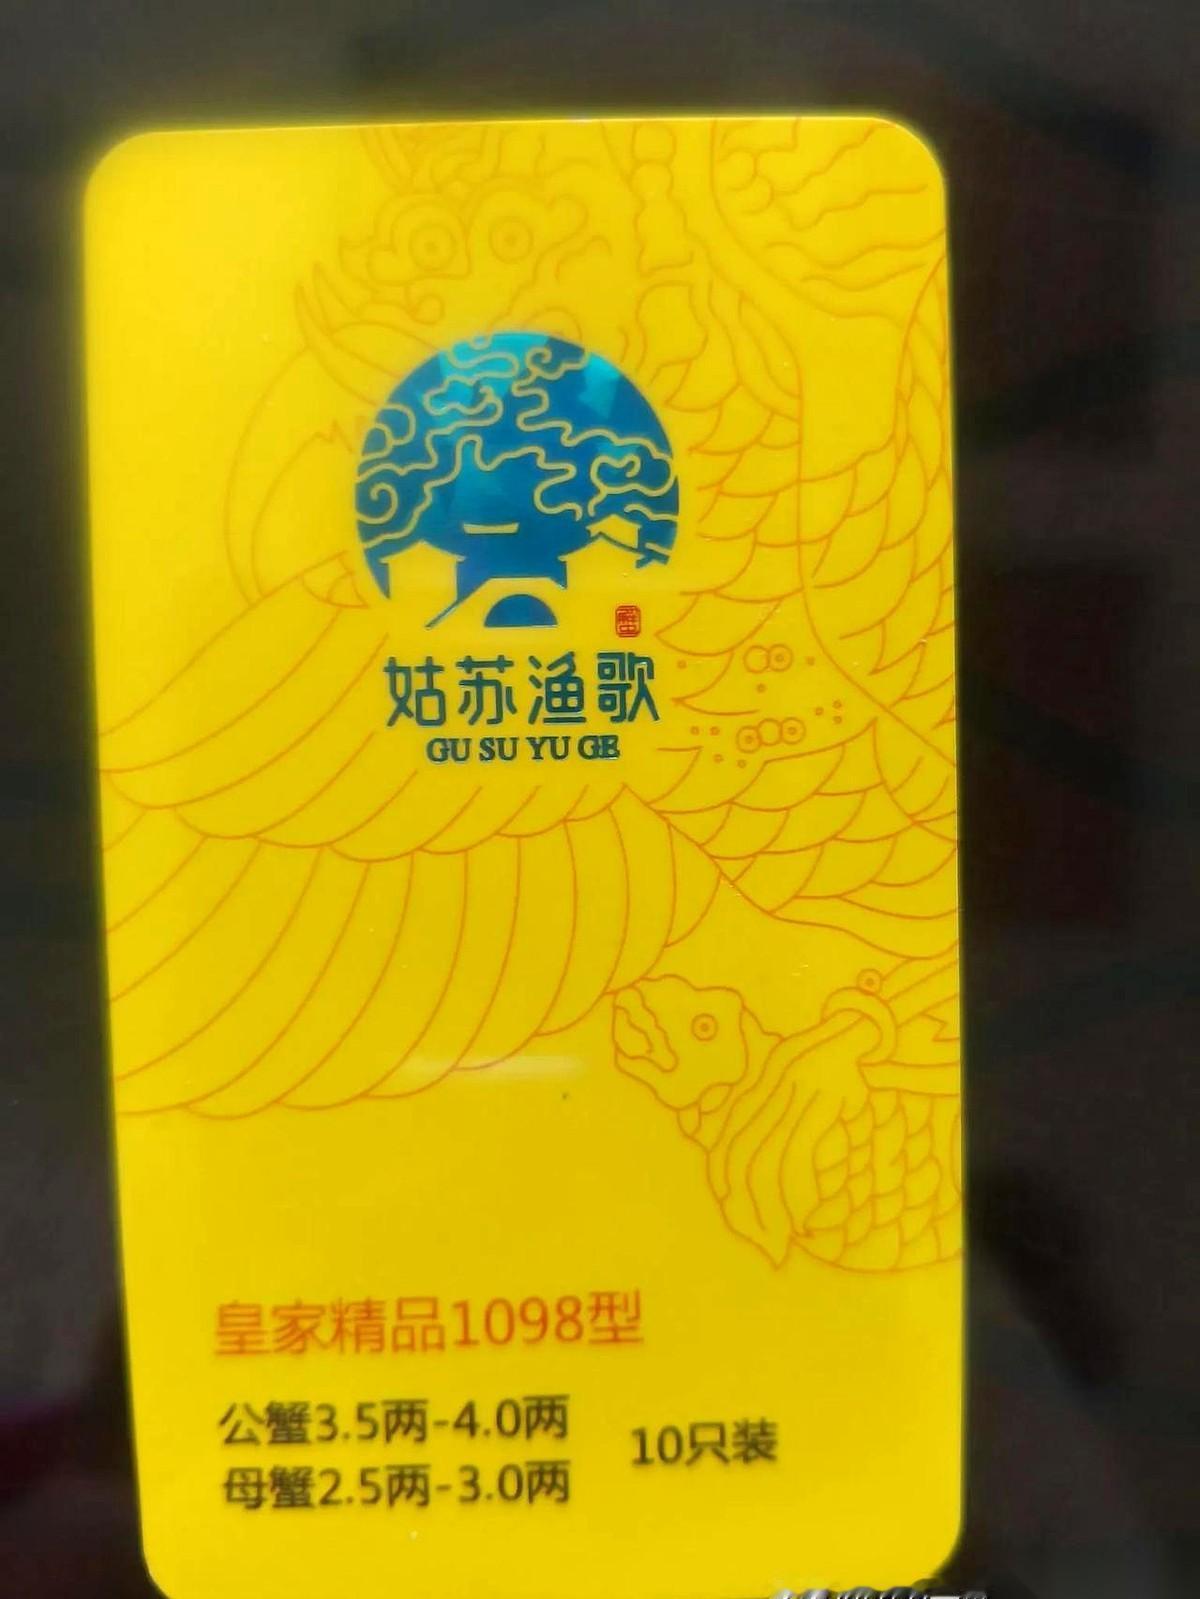 姑苏渔歌
GU SU YU GE
皇家精品1098型
公蟹3.5两-4.0两
母蟹2.5两-3.0两
10只装